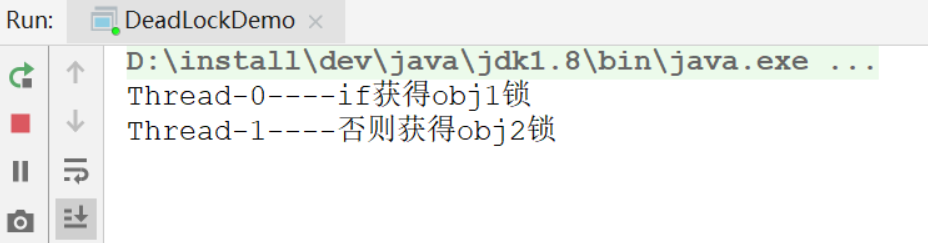 Run: DeadLockDemo
D:\install\dev\java\jdk1.8\bin\java.exe ...
Thread-0----if获得obj1锁
Thread-1----否则获得obj2锁